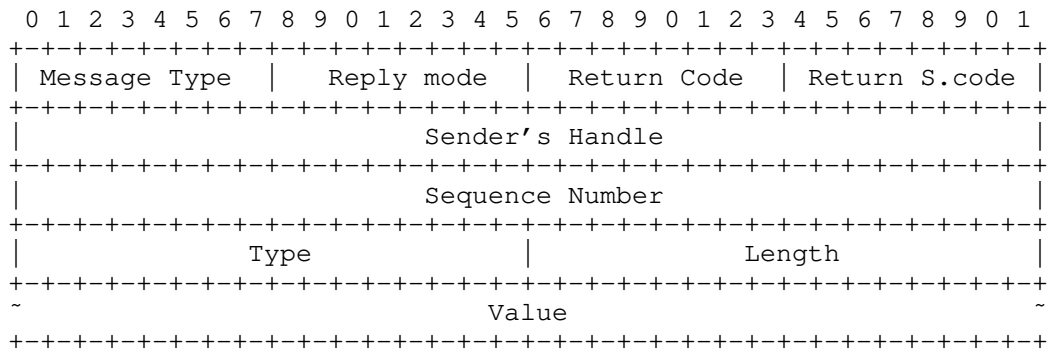 0 1 2 3 4 5 6 7 8 9 0 1 2 3 4 5 6 7 8 9 0 1 2 3 4 5 6 7 8 9 0 1
+-+-+-+-+-+-+-+-+-+-+-+-+-+-+-+-+-+-+-+-+-+-+-+-+-+-+-+-+-+-+-+-+
| Message Type  |   Reply mode  |  Return Code  | Return S.code |
+-+-+-+-+-+-+-+-+-+-+-+-+-+-+-+-+-+-+-+-+-+-+-+-+-+-+-+-+-+-+-+-+
|                         Sender’s Handle                       |
+-+-+-+-+-+-+-+-+-+-+-+-+-+-+-+-+-+-+-+-+-+-+-+-+-+-+-+-+-+-+-+-+
|                         Sequence Number                       |
+-+-+-+-+-+-+-+-+-+-+-+-+-+-+-+-+-+-+-+-+-+-+-+-+-+-+-+-+-+-+-+-+
|              Type             |             Length            |
+-+-+-+-+-+-+-+-+-+-+-+-+-+-+-+-+-+-+-+-+-+-+-+-+-+-+-+-+-+-+-+-+
~                             Value                             ~
+-+-+-+-+-+-+-+-+-+-+-+-+-+-+-+-+-+-+-+-+-+-+-+-+-+-+-+-+-+-+-+-+